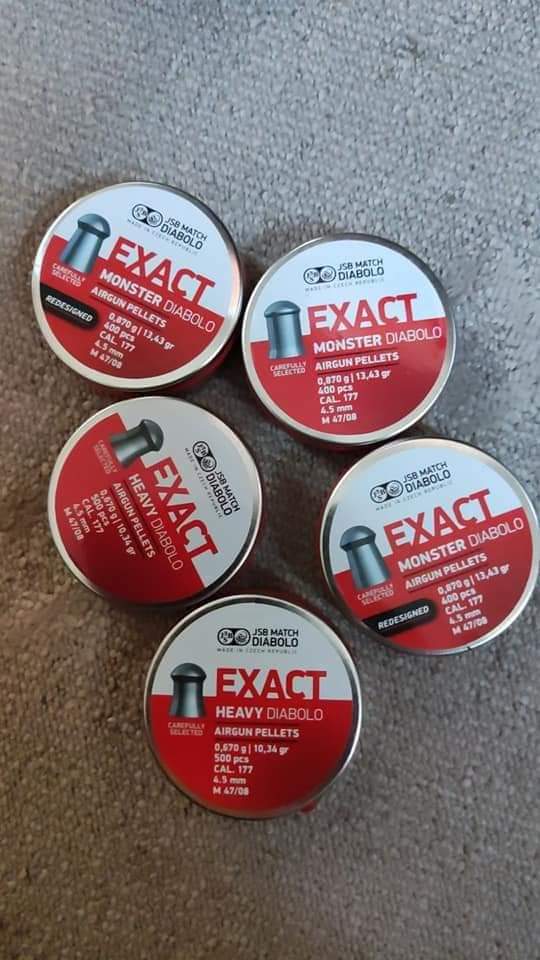 JSB MATCH
DIABOLO
MADE IN CZECH REPUBLIC
EXACT
MONSTER DIABOLO
AIRGUN PELLETS
0,870 g | 13,43 gr
400 pcs
CAL. 177
4.5 mm
M 47/08
CAREFULLY
SELECTED
REDESIGNED
JSB MATCH
DIABOLO
MADE IN CZECH REPUBLIC
EXACT
MONSTER DIABOLO
AIRGUN PELLETS
0,870 g | 13,43 gr
400 pcs
CAL. 177
4.5 mm
M 47/08
CAREFULLY
SELECTED
JSB MATCH
DIABOLO
MADE IN CZECH REPUBLIC
EXACT
HEAVY DIABOLO
AIRGUN PELLETS
0,670 g | 10,34 gr
500 pcs
CAL. 177
4.5 mm
M 47/08
CAREFULLY
SELECTED
JSB MATCH
DIABOLO
MADE IN CZECH REPUBLIC
EXACT
MONSTER DIABOLO
AIRGUN PELLETS
0,870 g | 13,43 gr
400 pcs
CAL. 177
4.5 mm
M 47/08
CAREFULLY
SELECTED
REDESIGNED
JSB MATCH
DIABOLO
MADE IN CZECH REPUBLIC
EXACT
HEAVY DIABOLO
AIRGUN PELLETS
0,670 g | 10,34 gr
500 pcs
CAL. 177
4.5 mm
M 47/08
CAREFULLY
SELECTED